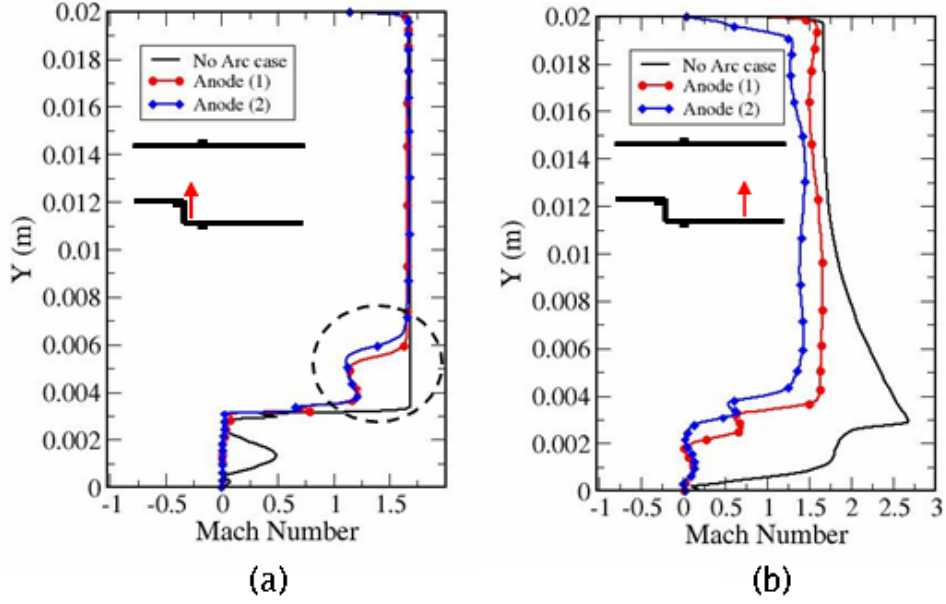 0.02
0.018
0.016
0.014
0.012
0.01
0.008
0.006
0.004
0.002
0
Y (m)
No Arc case
Anode (1)
Anode (2)
-1 -0.5 0 0.5 1 1.5
Mach Number
(a)
0.02
0.018
0.016
0.014
0.012
0.01
0.008
0.006
0.004
0.002
0
Y (m)
No Arc case
Anode (1)
Anode (2)
-1 -0.5 0 0.5 1 1.5 2 2.5 3
Mach Number
(b)